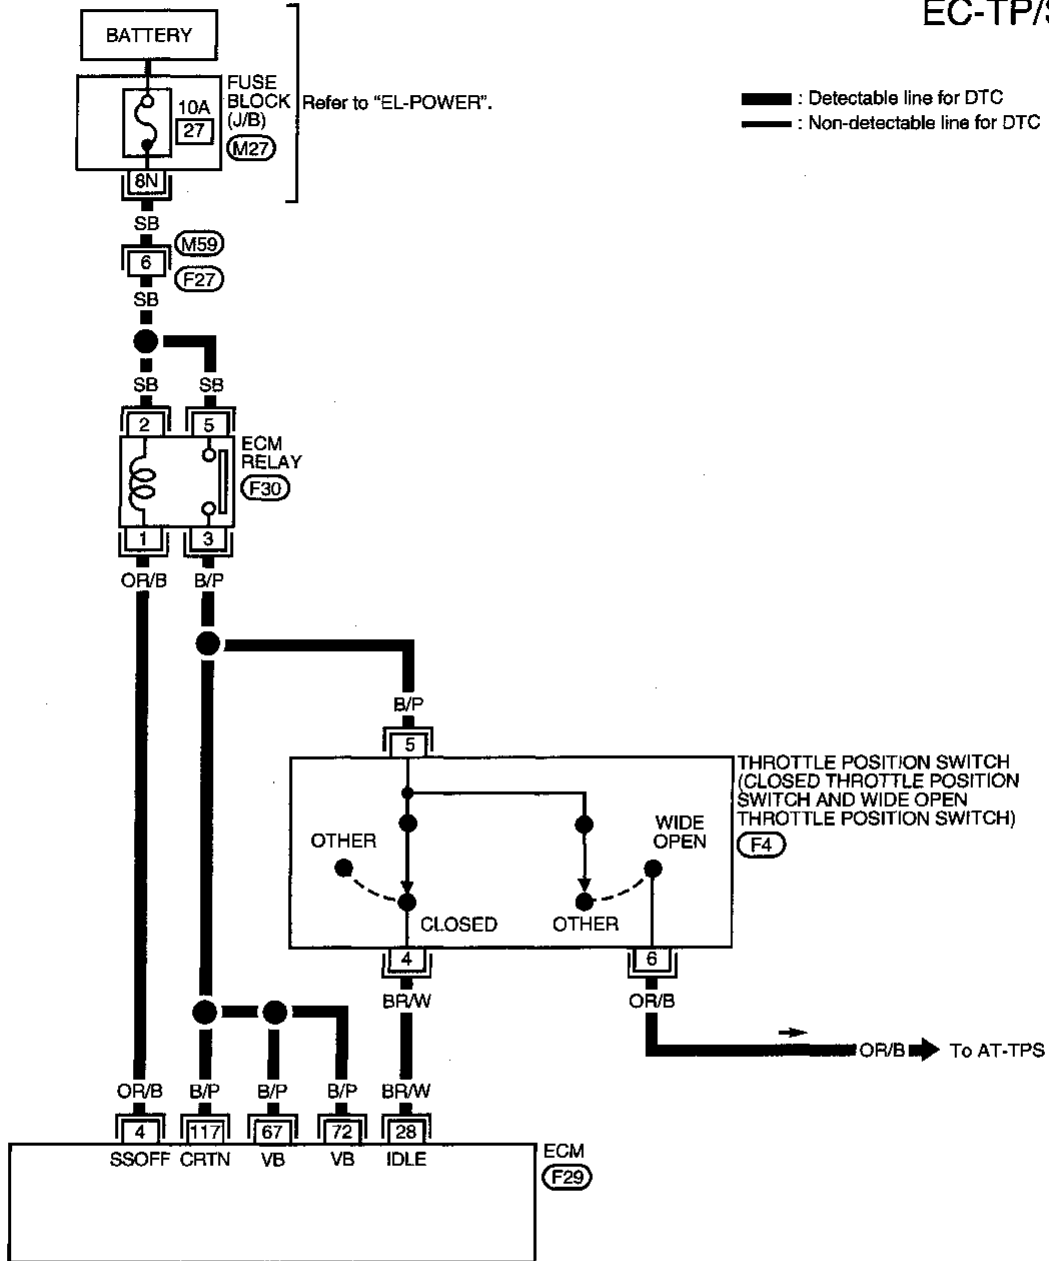 EC-TP/S
BATTERY
FUSE
BLOCK
(J/B)
M27
10A
27
Refer to "EL-POWER".
: Detectable line for DTC
: Non-detectable line for DTC
8N
SB
M59
6
F27
SB
SB
SB
2
5
ECM
RELAY
F30
1
3
OR/B
B/P
B/P
5
THROTTLE POSITION SWITCH
(CLOSED THROTTLE POSITION
SWITCH AND WIDE OPEN
THROTTLE POSITION SWITCH)
F4
OTHER
WIDE
OPEN
CLOSED
OTHER
4
6
BR/W
OR/B
OR/B
To AT-TPS
OR/B
B/P
B/P
B/P
BR/W
4
117
67
72
28
SSOFF
CRTN
VB
VB
IDLE
ECM
F29